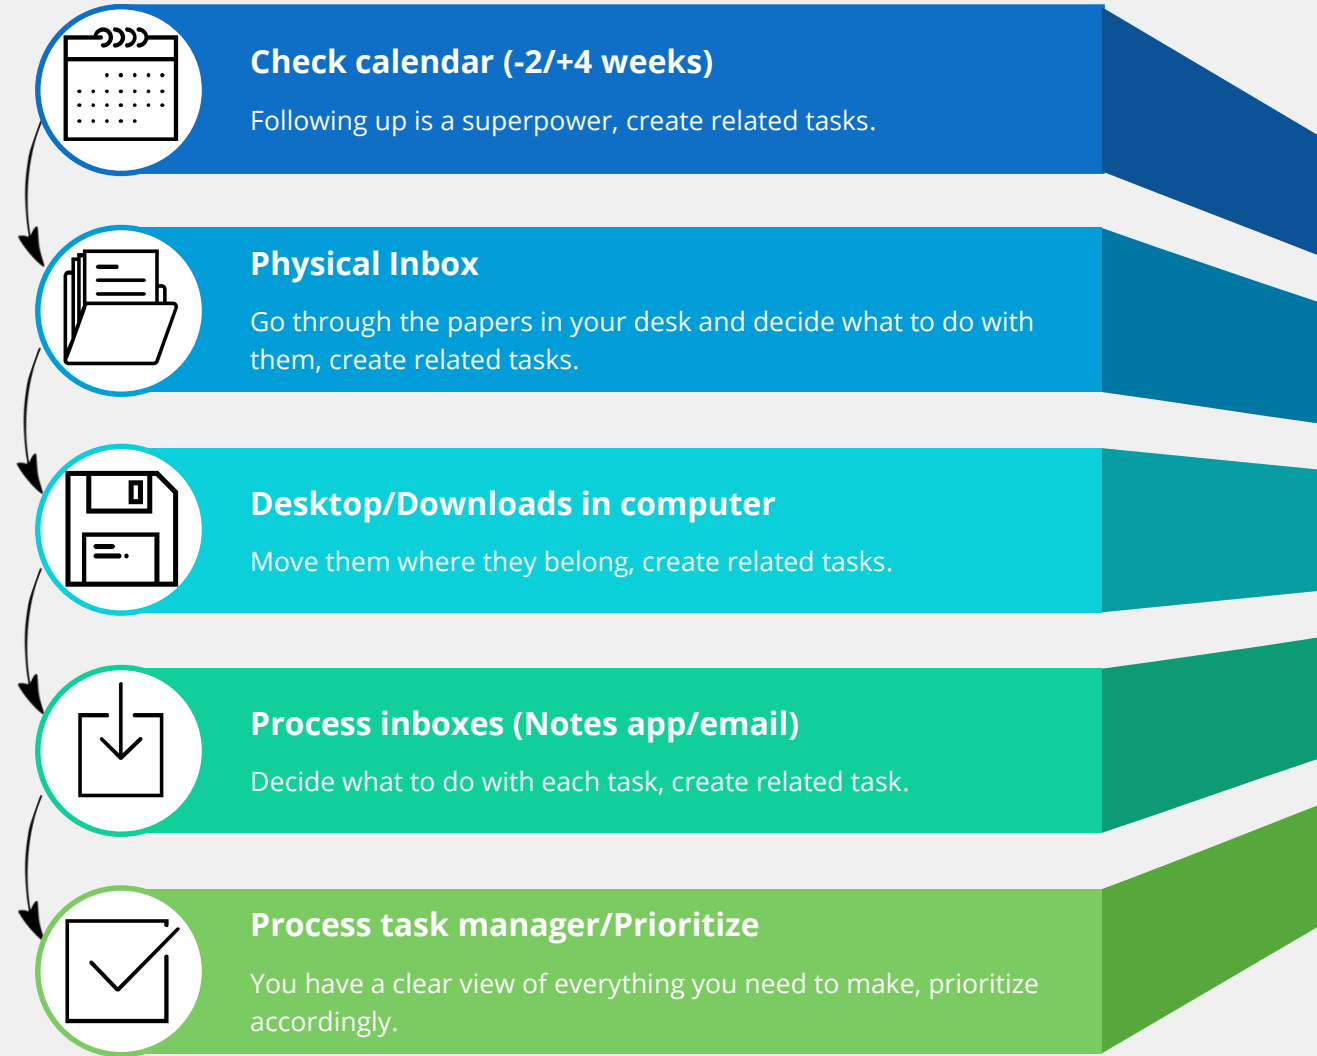 Check calendar (-2/+4 weeks)
Following up is a superpower, create related tasks.
Physical Inbox
Go through the papers in your desk and decide what to do with
them, create related tasks.
Desktop/Downloads in computer
Move them where they belong, create related tasks.
Process inboxes (Notes app/email)
Decide what to do with each task, create related task.
Process task manager/Prioritize
You have a clear view of everything you need to make, prioritize
accordingly.